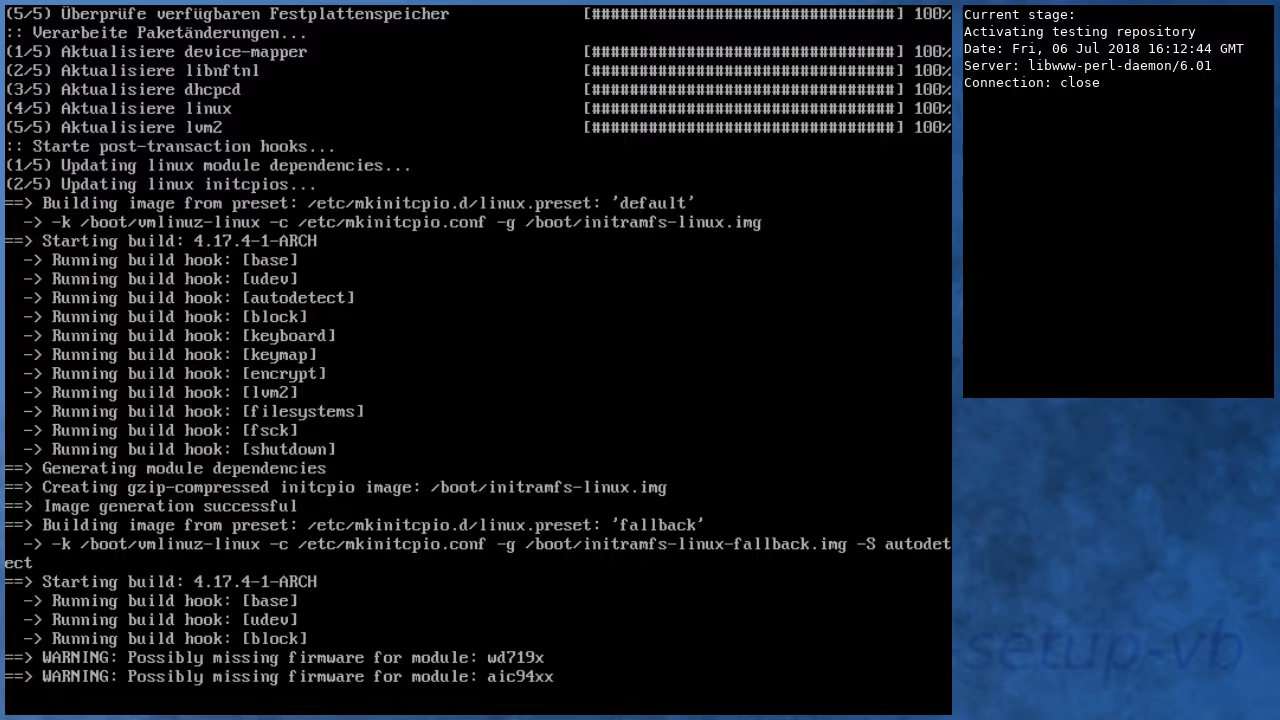 (5/5) Überprüfe verfügbaren Festplattenspeicher [################################] 100%
:: Verarbeite Paketänderungen...
(1/5) Aktualisiere device-mapper [################################] 100%
(2/5) Aktualisiere libnftnl [################################] 100%
(3/5) Aktualisiere dhcpcd [################################] 100%
(4/5) Aktualisiere linux [################################] 100%
(5/5) Aktualisiere lvm2 [################################] 100%
:: Starte post-transaction hooks...
(1/5) Updating linux module dependencies...
(2/5) Updating linux initcpios...
==> Building image from preset: /etc/mkinitcpio.d/linux.preset: 'default'
  -> -k /boot/vmlinuz-linux -c /etc/mkinitcpio.conf -g /boot/initramfs-linux.img
==> Starting build: 4.17.4-1-ARCH
  -> Running build hook: [base]
  -> Running build hook: [udev]
  -> Running build hook: [autodetect]
  -> Running build hook: [block]
  -> Running build hook: [keyboard]
  -> Running build hook: [keymap]
  -> Running build hook: [encrypt]
  -> Running build hook: [lvm2]
  -> Running build hook: [filesystems]
  -> Running build hook: [fsck]
  -> Running build hook: [shutdown]
==> Generating module dependencies
==> Creating gzip-compressed initcpio image: /boot/initramfs-linux.img
==> Image generation successful
==> Building image from preset: /etc/mkinitcpio.d/linux.preset: 'fallback'
  -> -k /boot/vmlinuz-linux -c /etc/mkinitcpio.conf -g /boot/initramfs-linux-fallback.img -S autodet
ect
==> Starting build: 4.17.4-1-ARCH
  -> Running build hook: [base]
  -> Running build hook: [udev]
  -> Running build hook: [block]
==> WARNING: Possibly missing firmware for module: wd719x
==> WARNING: Possibly missing firmware for module: aic94xx
Current stage:
Activating testing repository
Date: Fri, 06 Jul 2018 16:12:44 GMT
Server: libwww-perl-daemon/6.01
Connection: close
setup-vb